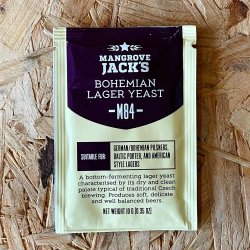 MANGROVE
JACK'S
BOHEMIAN
LAGER YEAST
M84
SUITABLE FOR:
GERMAN/BOHEMIAN PILSNERS,
BALTIC PORTER, AND AMERICAN
STYLE LAGERS
A bottom-fermenting lager yeast
characterised by its dry and clean
palate typical of traditional Czech
brewing. Produces soft, delicate
and well balanced beers.
NET WEIGHT 10 G (0.35 OZ)